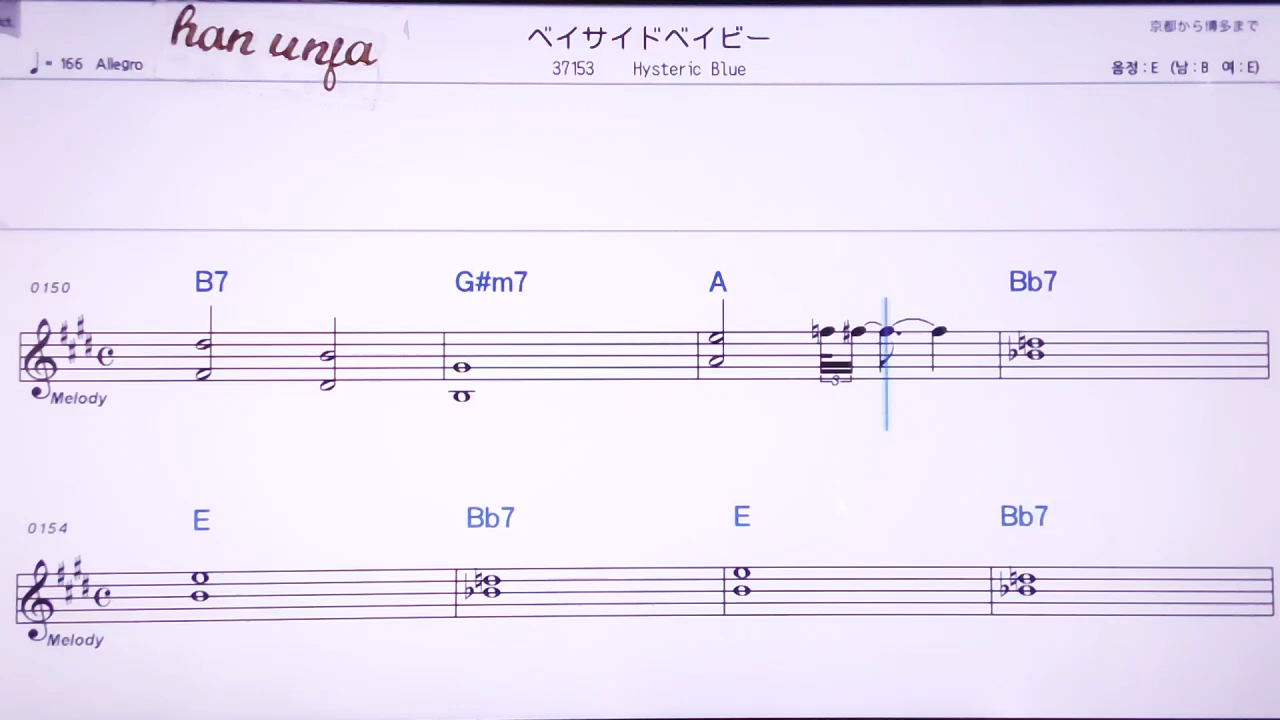 han unfa
ベイサイドベイビー
京都から博多まで
♩= 166 Allegro
37153 Hysteric Blue
음정 : E (남 : B 여 : E)
0150 B7 G#m7 A Bb7
3
Melody
0154 E Bb7 E Bb7
Melody